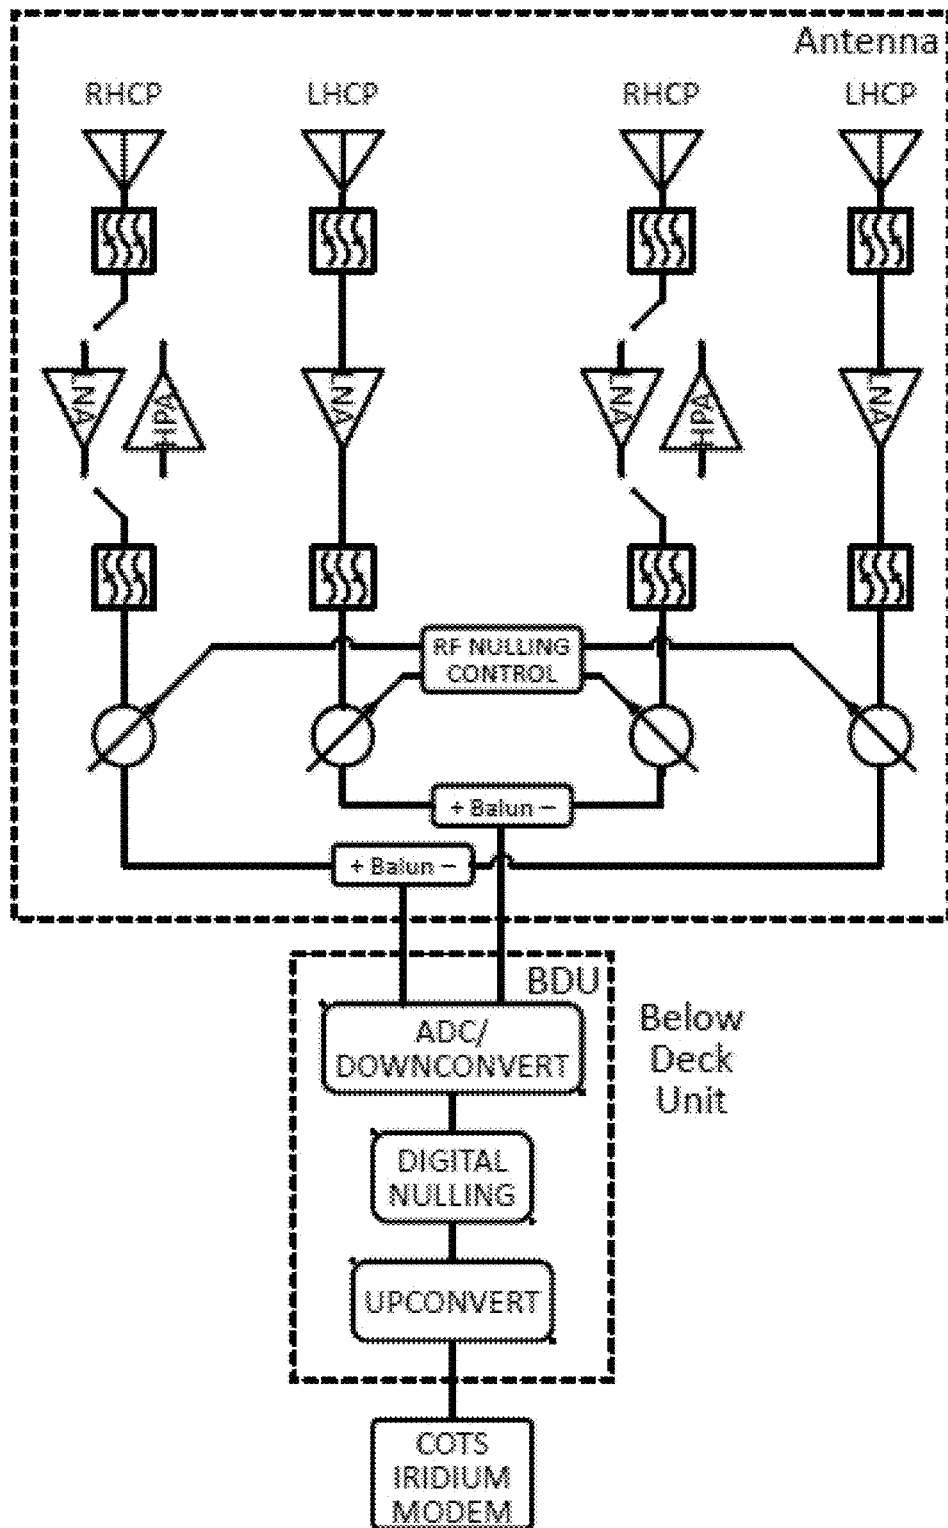 Antenna
RHCP
LHCP
RHCP
LHCP
LNA
HPA
LNA
LNA
HPA
LNA
RF NULLING
CONTROL
+ Balun −
+ Balun −
BDU
Below
Deck
Unit
ADC/
DOWNCONVERT
DIGITAL
NULLING
UPCONVERT
COTS
IRIDIUM
MODEM